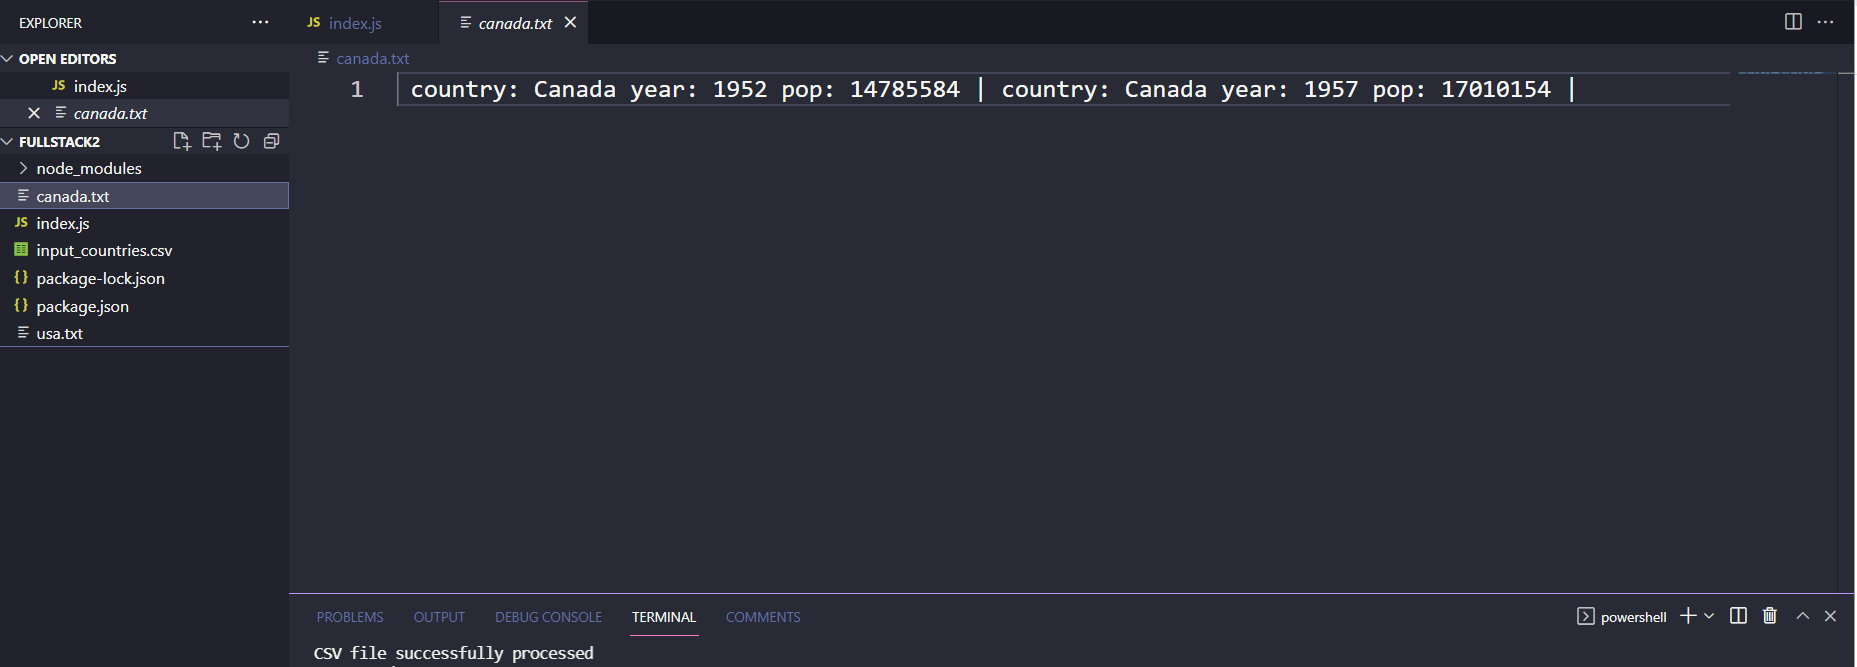 EXPLORER
OPEN EDITORS
JS index.js
canada.txt
FULLSTACK2
node_modules
canada.txt
JS index.js
input_countries.csv
{} package-lock.json
{} package.json
usa.txt
JS index.js
canada.txt
canada.txt
1 country: Canada year: 1952 pop: 14785584 | country: Canada year: 1957 pop: 17010154 |
PROBLEMS OUTPUT DEBUG CONSOLE TERMINAL COMMENTS
powershell
CSV file successfully processed